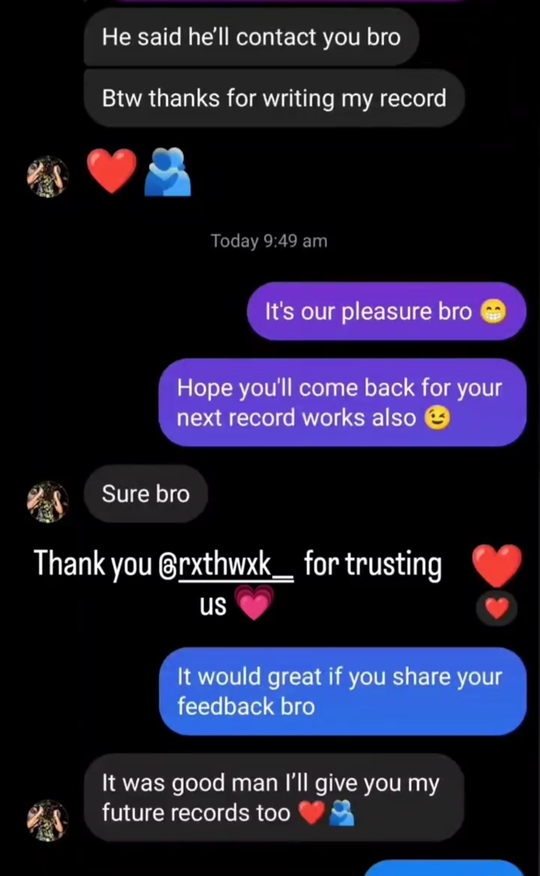 He said he’ll contact you bro
Btw thanks for writing my record
❤️🫂
Today 9:49 am
It's our pleasure bro 😁
Hope you'll come back for your
next record works also 😉
Sure bro
Thank you @rxthwxk__ for trusting
us 💗
It would great if you share your
feedback bro
It was good man I’ll give you my
future records too ❤️🫂